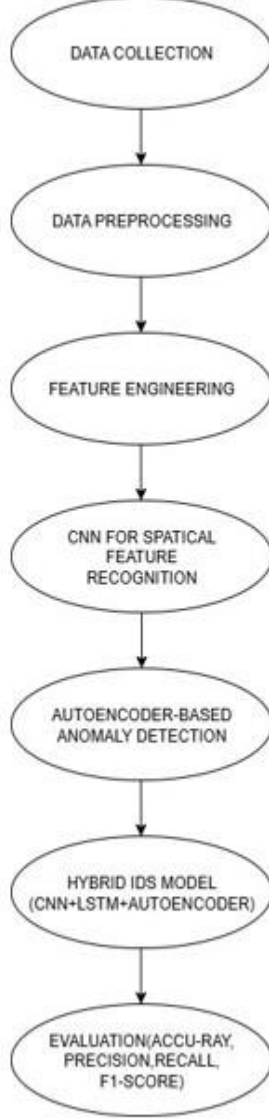 DATA COLLECTION
DATA PREPROCESSING
FEATURE ENGINEERING
CNN FOR SPATICAL
FEATURE
RECOGNITION
AUTOENCODER-BASED
ANOMALY DETECTION
HYBRID IDS MODEL
(CNN+LSTM+AUTOENCODER)
EVALUATION(ACCU-RAY,
PRECISION,RECALL,
F1-SCORE)